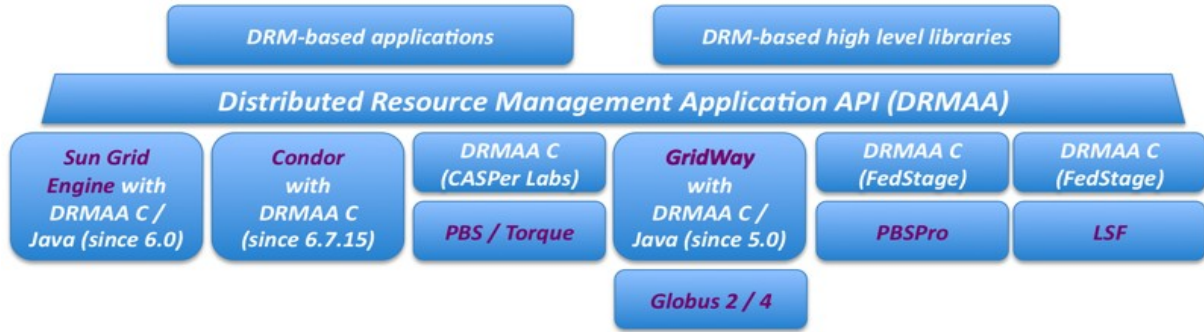 DRM-based applications
DRM-based high level libraries
Distributed Resource Management Application API (DRMAA)
Sun Grid
Engine with
DRMAA C /
Java (since 6.0)
Condor
with
DRMAA C
(since 6.7.15)
DRMAA C
(CASPer Labs)
PBS / Torque
GridWay
with
DRMAA C /
Java (since 5.0)
Globus 2 / 4
DRMAA C
(FedStage)
PBSPro
DRMAA C
(FedStage)
LSF